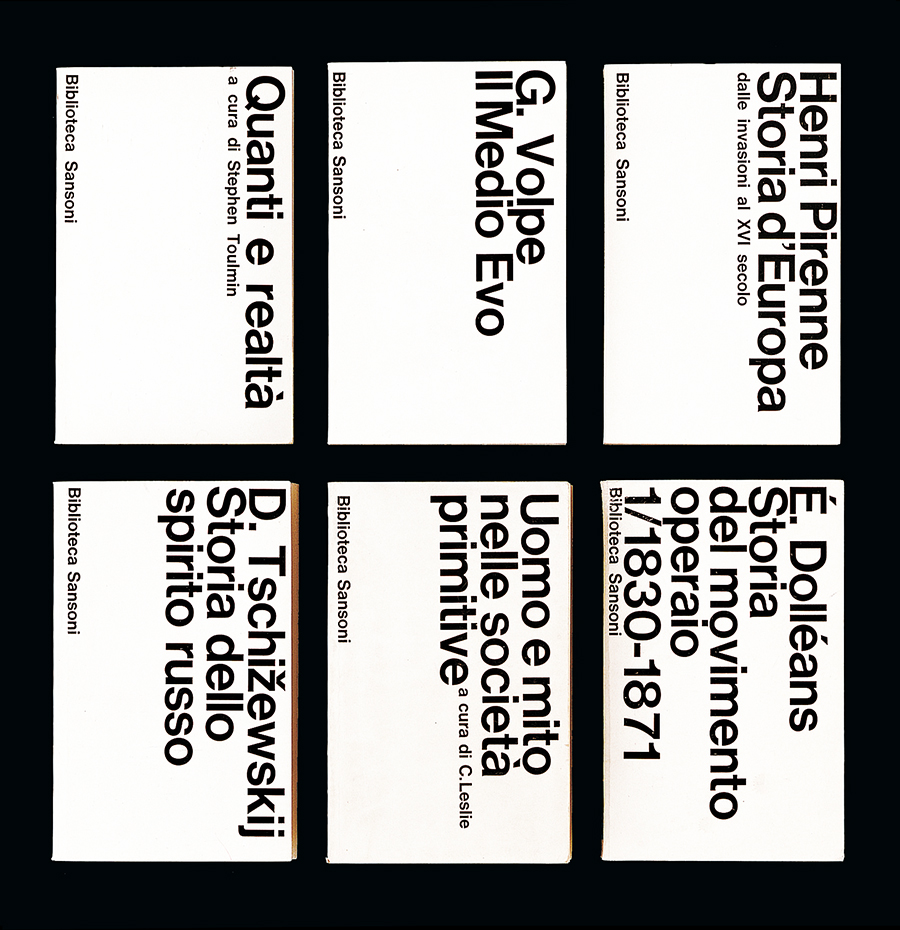 Quanti e realtà
a cura di Stephen Toulmin
Biblioteca Sansoni
G. Volpe
Il Medio Evo
Biblioteca Sansoni
Henri Pirenne
Storia d'Europa
dalle invasioni al XVI secolo
Biblioteca Sansoni
D. Tschižewskij
Storia dello
spirito russo
Biblioteca Sansoni
Uomo e mito
nelle società
primitive a cura di C.Leslie
Biblioteca Sansoni
É. Dolléans
Storia
del movimento
operaio
1/1830-1871
Biblioteca Sansoni